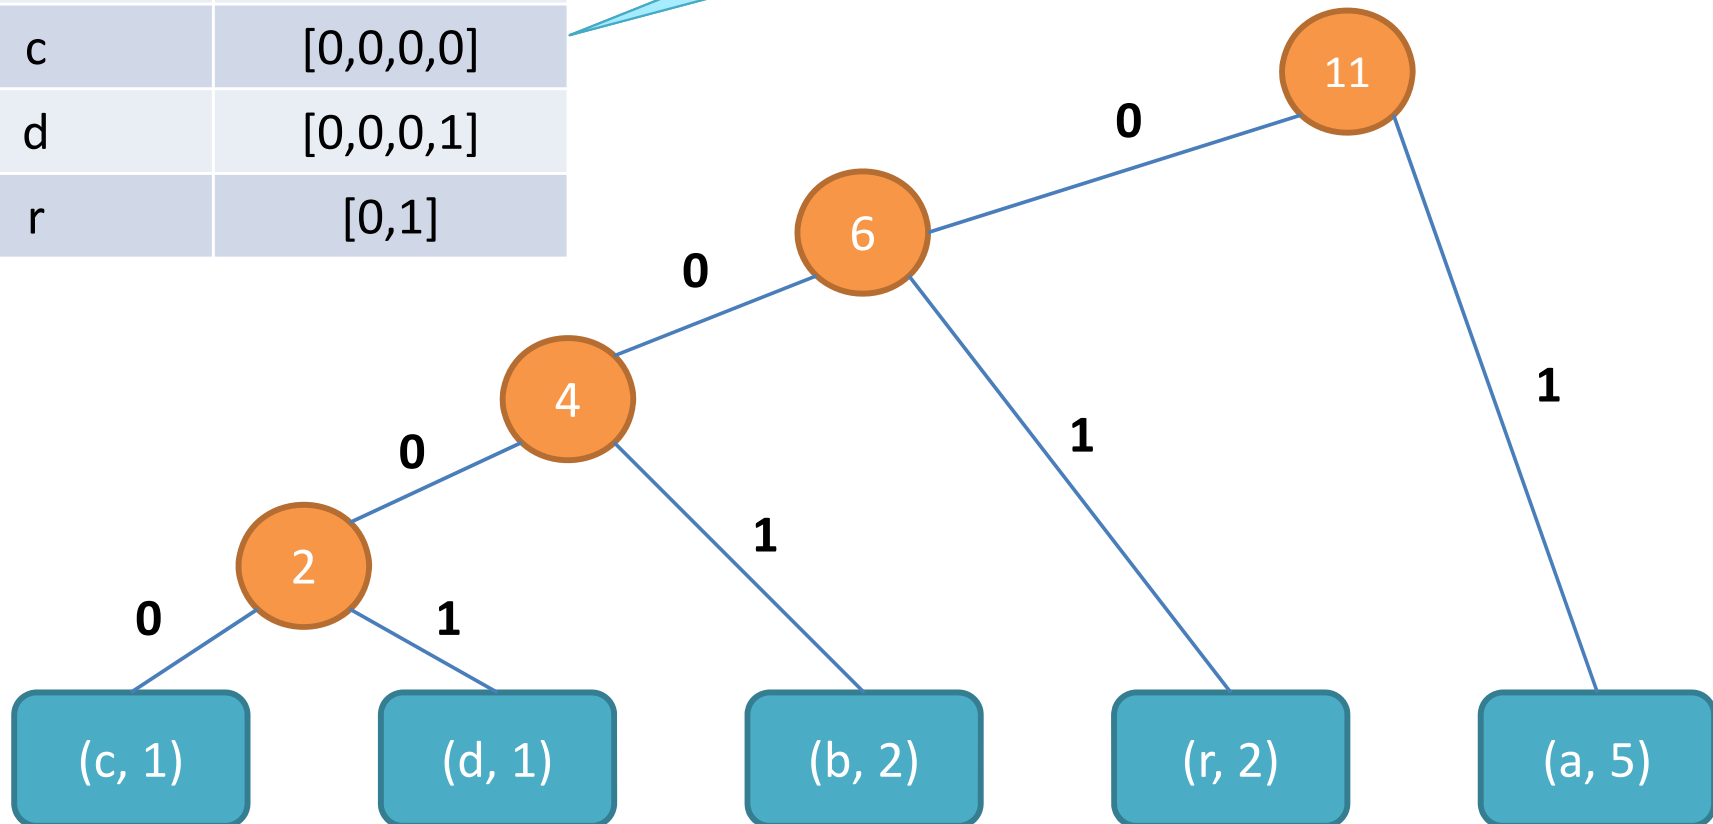 c [0,0,0,0]
d [0,0,0,1]
r [0,1]
11
0
6
0
4
1
0
1
2
1
0 1
(c, 1) (d, 1) (b, 2) (r, 2) (a, 5)